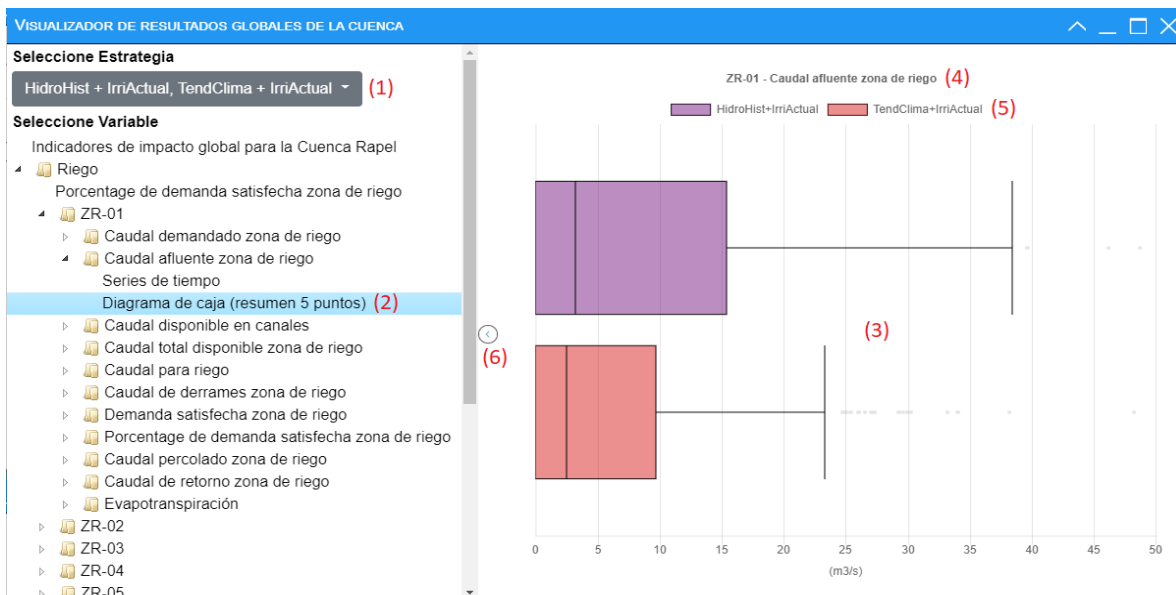 VISUALIZADOR DE RESULTADOS GLOBALES DE LA CUENCA
Seleccione Estrategia
HidroHist + IrriActual, TendClima + IrriActual (1)
Seleccione Variable
Indicadores de impacto global para la Cuenca Rapel
Riego
Porcentage de demanda satisfecha zona de riego
ZR-01
Caudal demandado zona de riego
Caudal afluente zona de riego
Series de tiempo
Diagrama de caja (resumen 5 puntos) (2)
Caudal disponible en canales
Caudal total disponible zona de riego
Caudal para riego
Caudal de derrames zona de riego
Demanda satisfecha zona de riego
Porcentage de demanda satisfecha zona de riego
Caudal percolado zona de riego
Caudal de retorno zona de riego
Evapotranspiración
ZR-02
ZR-03
ZR-04
ZR-05
(6)
ZR-01 - Caudal afluente zona de riego (4)
HidroHist+IrriActual TendClima+IrriActual (5)
(3)
0 5 10 15 20 25 30 35 40 45 50
(m3/s)